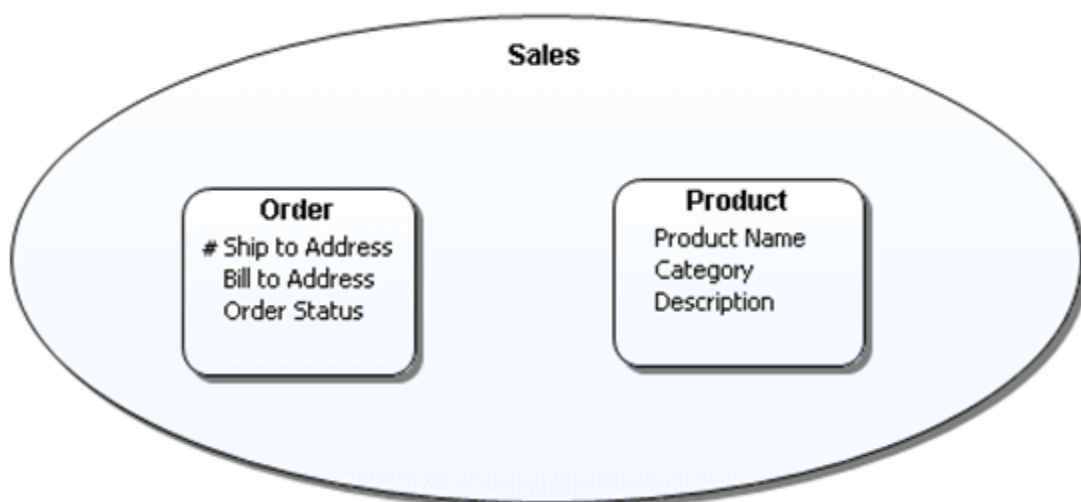 Sales
Order
# Ship to Address
Bill to Address
Order Status
Product
Product Name
Category
Description